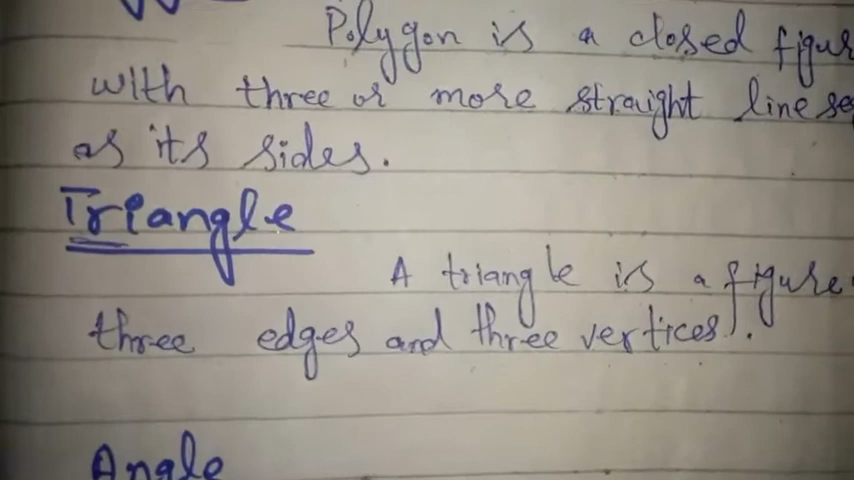 Polygon is a closed figur
with three or more straight line se
as its sides.
Triangle
A triangle is a figure
three edges and three vertices.
Angle